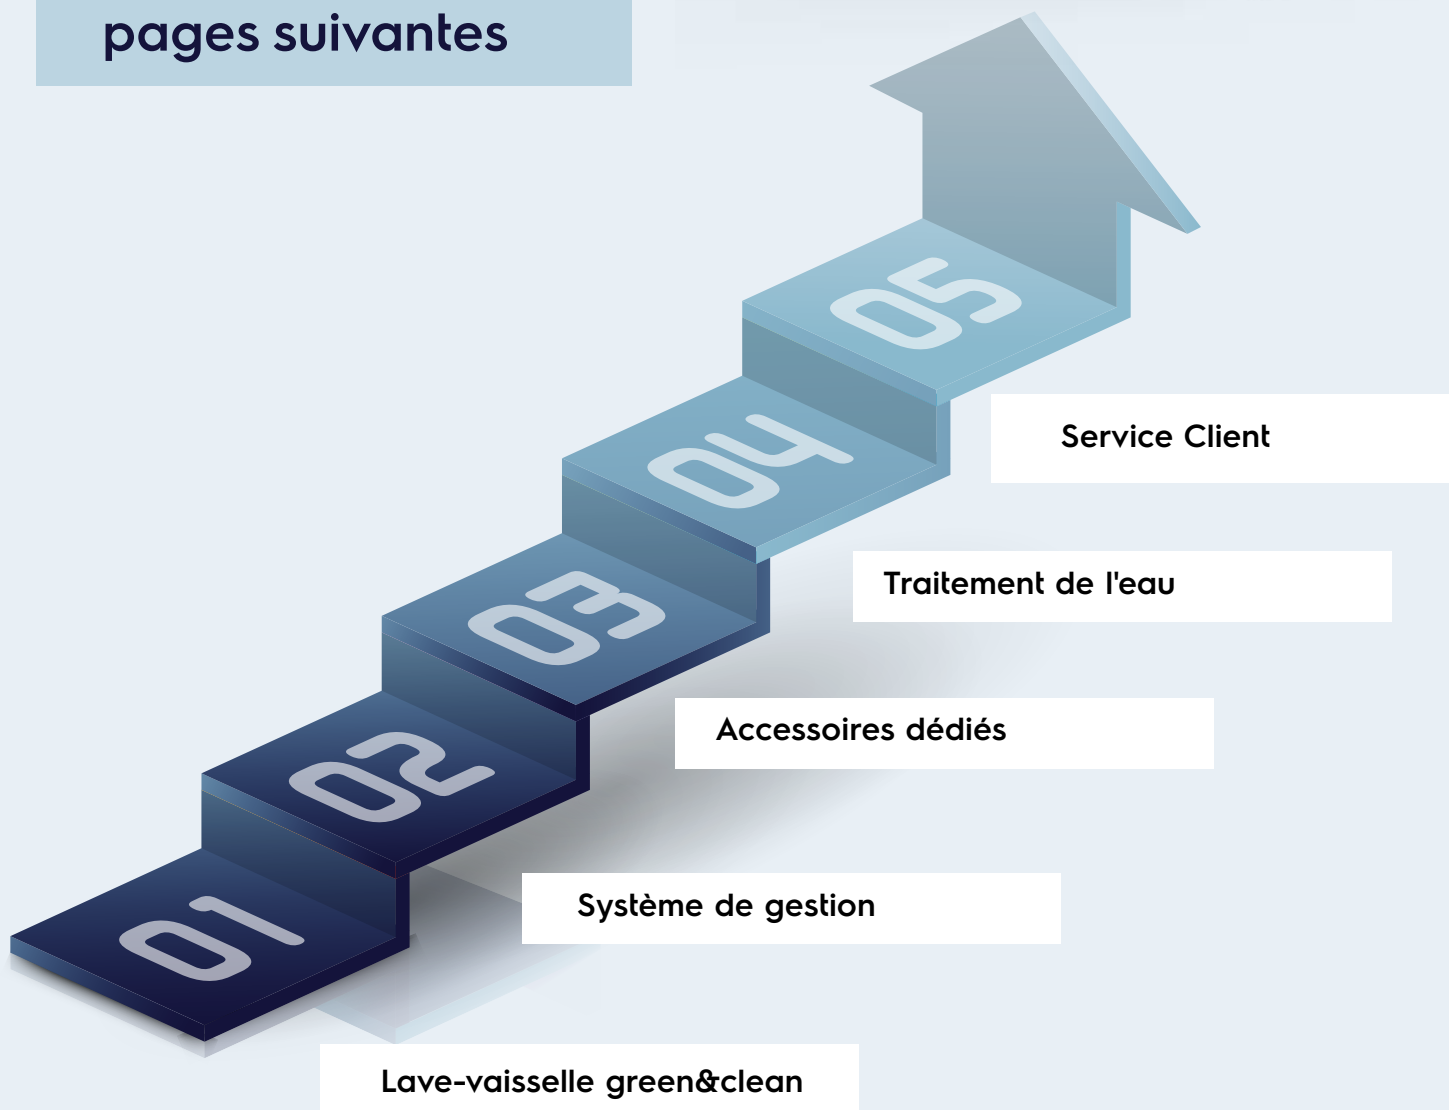 pages suivantes
05
Service Client
04
Traitement de l'eau
03
Accessoires dédiés
02
Système de gestion
01
Lave-vaisselle green&clean